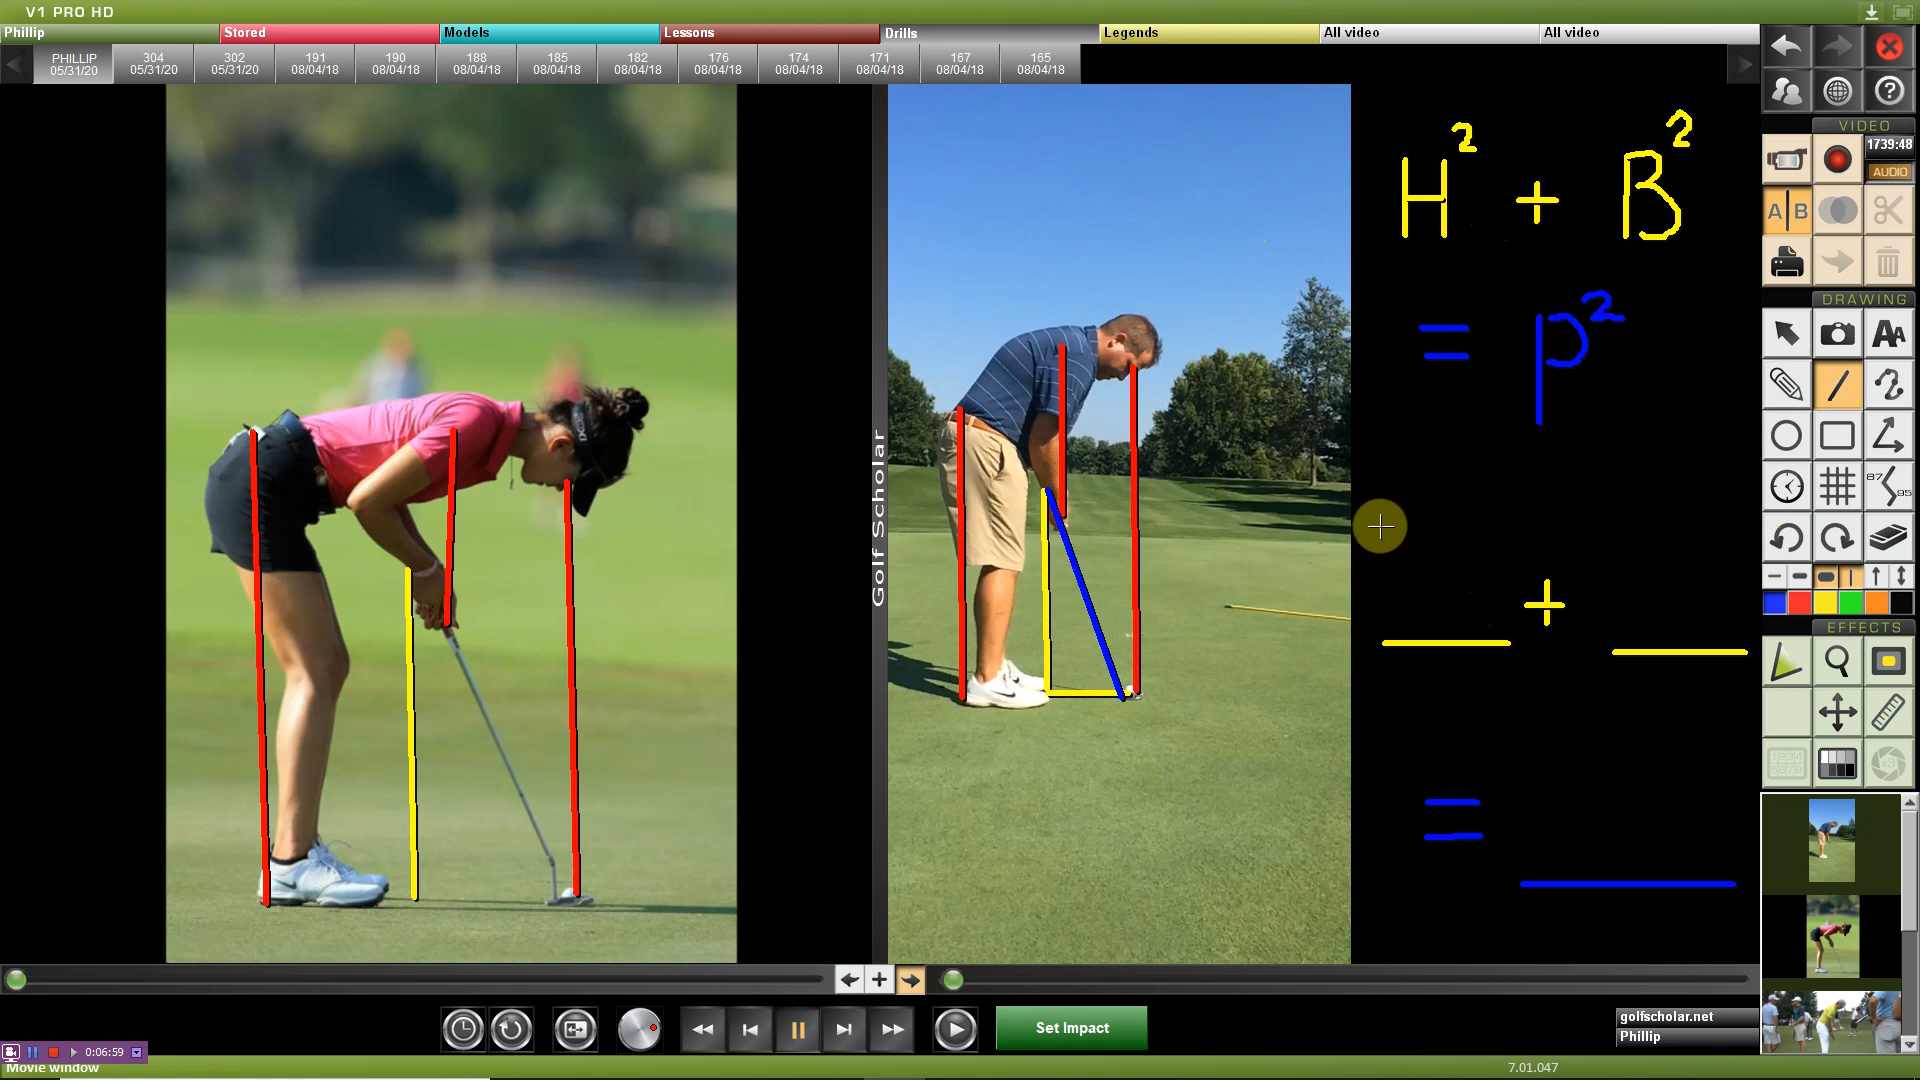 V1 PRO HD
Phillip
Stored
Models
Lessons
Drills
Legends
All video
All video
PHILLIP
05/31/20
304
05/31/20
302
05/31/20
191
08/04/18
190
08/04/18
188
08/04/18
185
08/04/18
182
08/04/18
176
08/04/18
174
08/04/18
171
08/04/18
167
08/04/18
165
08/04/18
H² + B²
= P²
+
=
Golf Scholar
VIDEO
1739:48
AUDIO
A|B
DRAWING
AA
87
95
EFFECTS
Set Impact
golfscholar.net
Phillip
0:06:59
Movie window
7.01.047